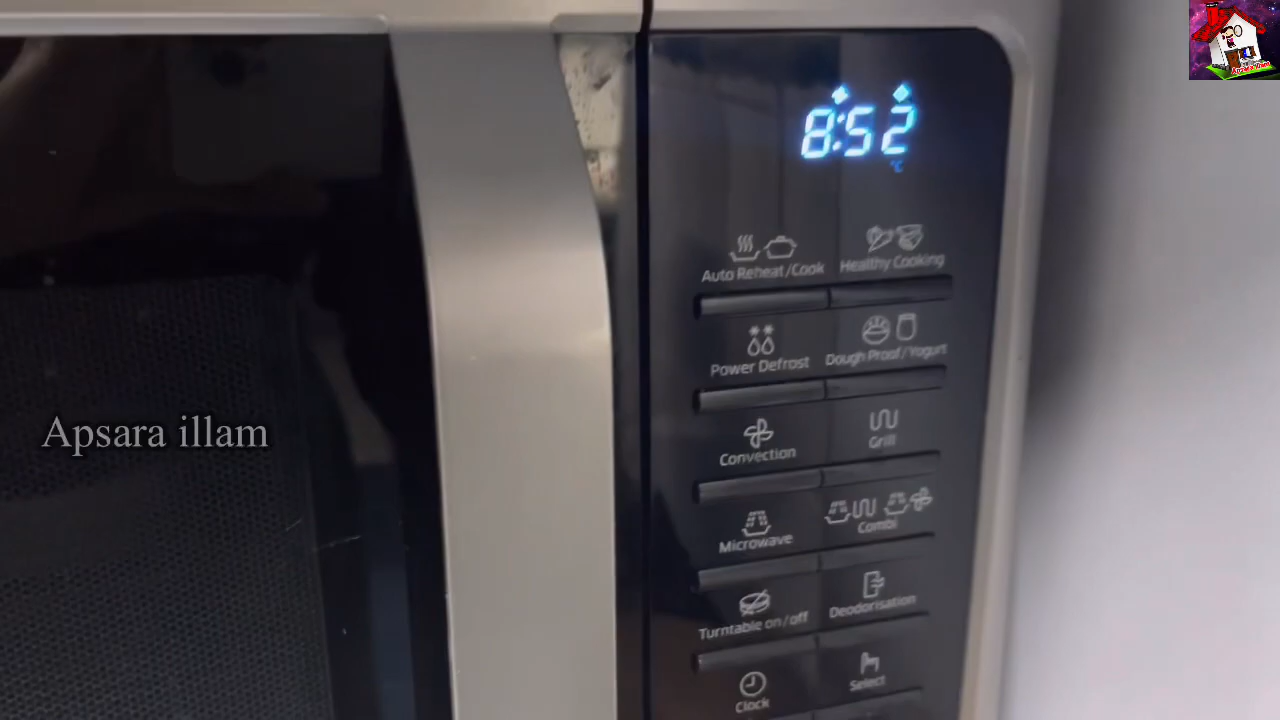 8:52
°C
Auto Reheat/Cook
Healthy Cooking
Power Defrost
Dough Proof/Yogurt
Convection
Grill
Microwave
Combi
Turntable on/off
Deodorisation
Clock
Select
Apsara illam